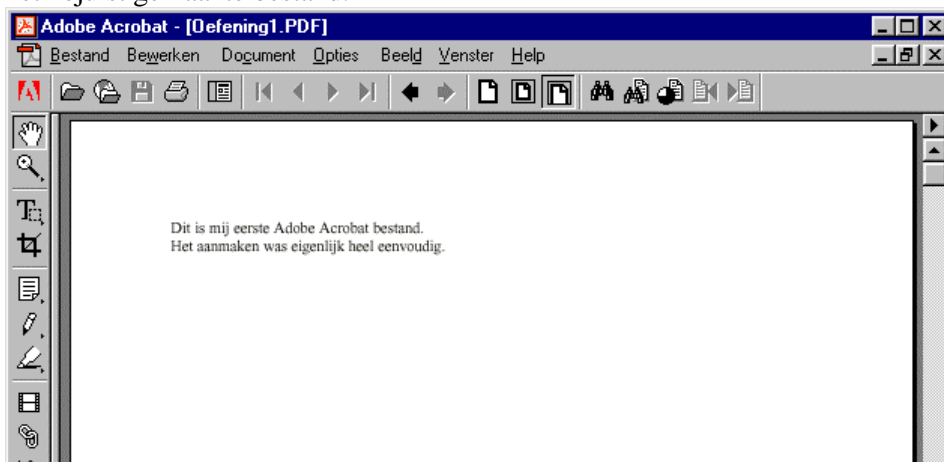 Adobe Acrobat - [Oefening1.PDF]
Bestand Bewerken Document Opties Beeld Venster Help
Dit is mij eerste Adobe Acrobat bestand.
Het aanmaken was eigenlijk heel eenvoudig.